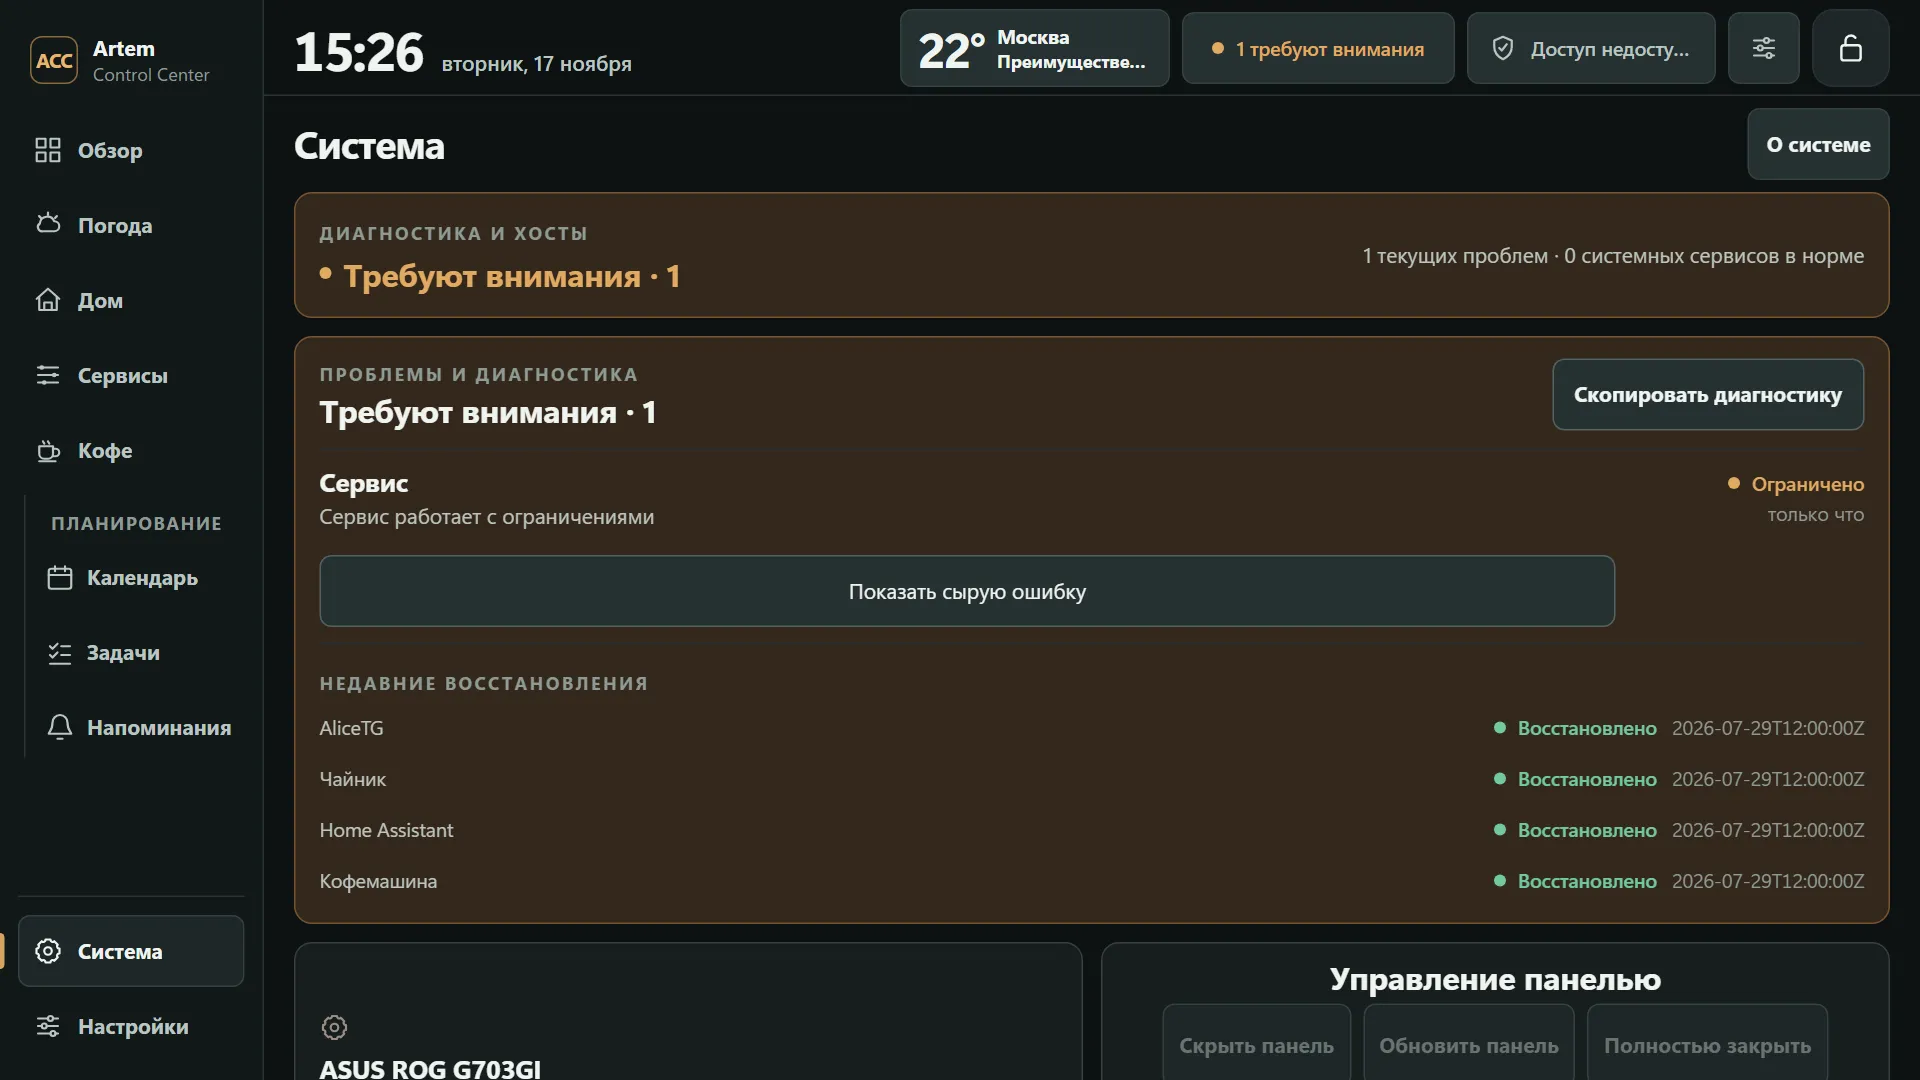 ACC
Artem
Control Center
Обзор
Погода
Дом
Сервисы
Кофе
ПЛАНИРОВАНИЕ
Календарь
Задачи
Напоминания
Система
Настройки
15:26 вторник, 17 ноября
22° Москва
Преимуществе...
1 требуют внимания
Доступ недосту...
Система
О системе
ДИАГНОСТИКА И ХОСТЫ
Требуют внимания · 1
1 текущих проблем · 0 системных сервисов в норме
ПРОБЛЕМЫ И ДИАГНОСТИКА
Требуют внимания · 1
Скопировать диагностику
Сервис
Сервис работает с ограничениями
Ограничено
только что
Показать сырую ошибку
НЕДАВНИЕ ВОССТАНОВЛЕНИЯ
AliceTG Восстановлено 2026-07-29T12:00:00Z
Чайник Восстановлено 2026-07-29T12:00:00Z
Home Assistant Восстановлено 2026-07-29T12:00:00Z
Кофемашина Восстановлено 2026-07-29T12:00:00Z
ASUS ROG G703GI
Управление панелью
Скрыть панель
Обновить панель
Полностью закрыть